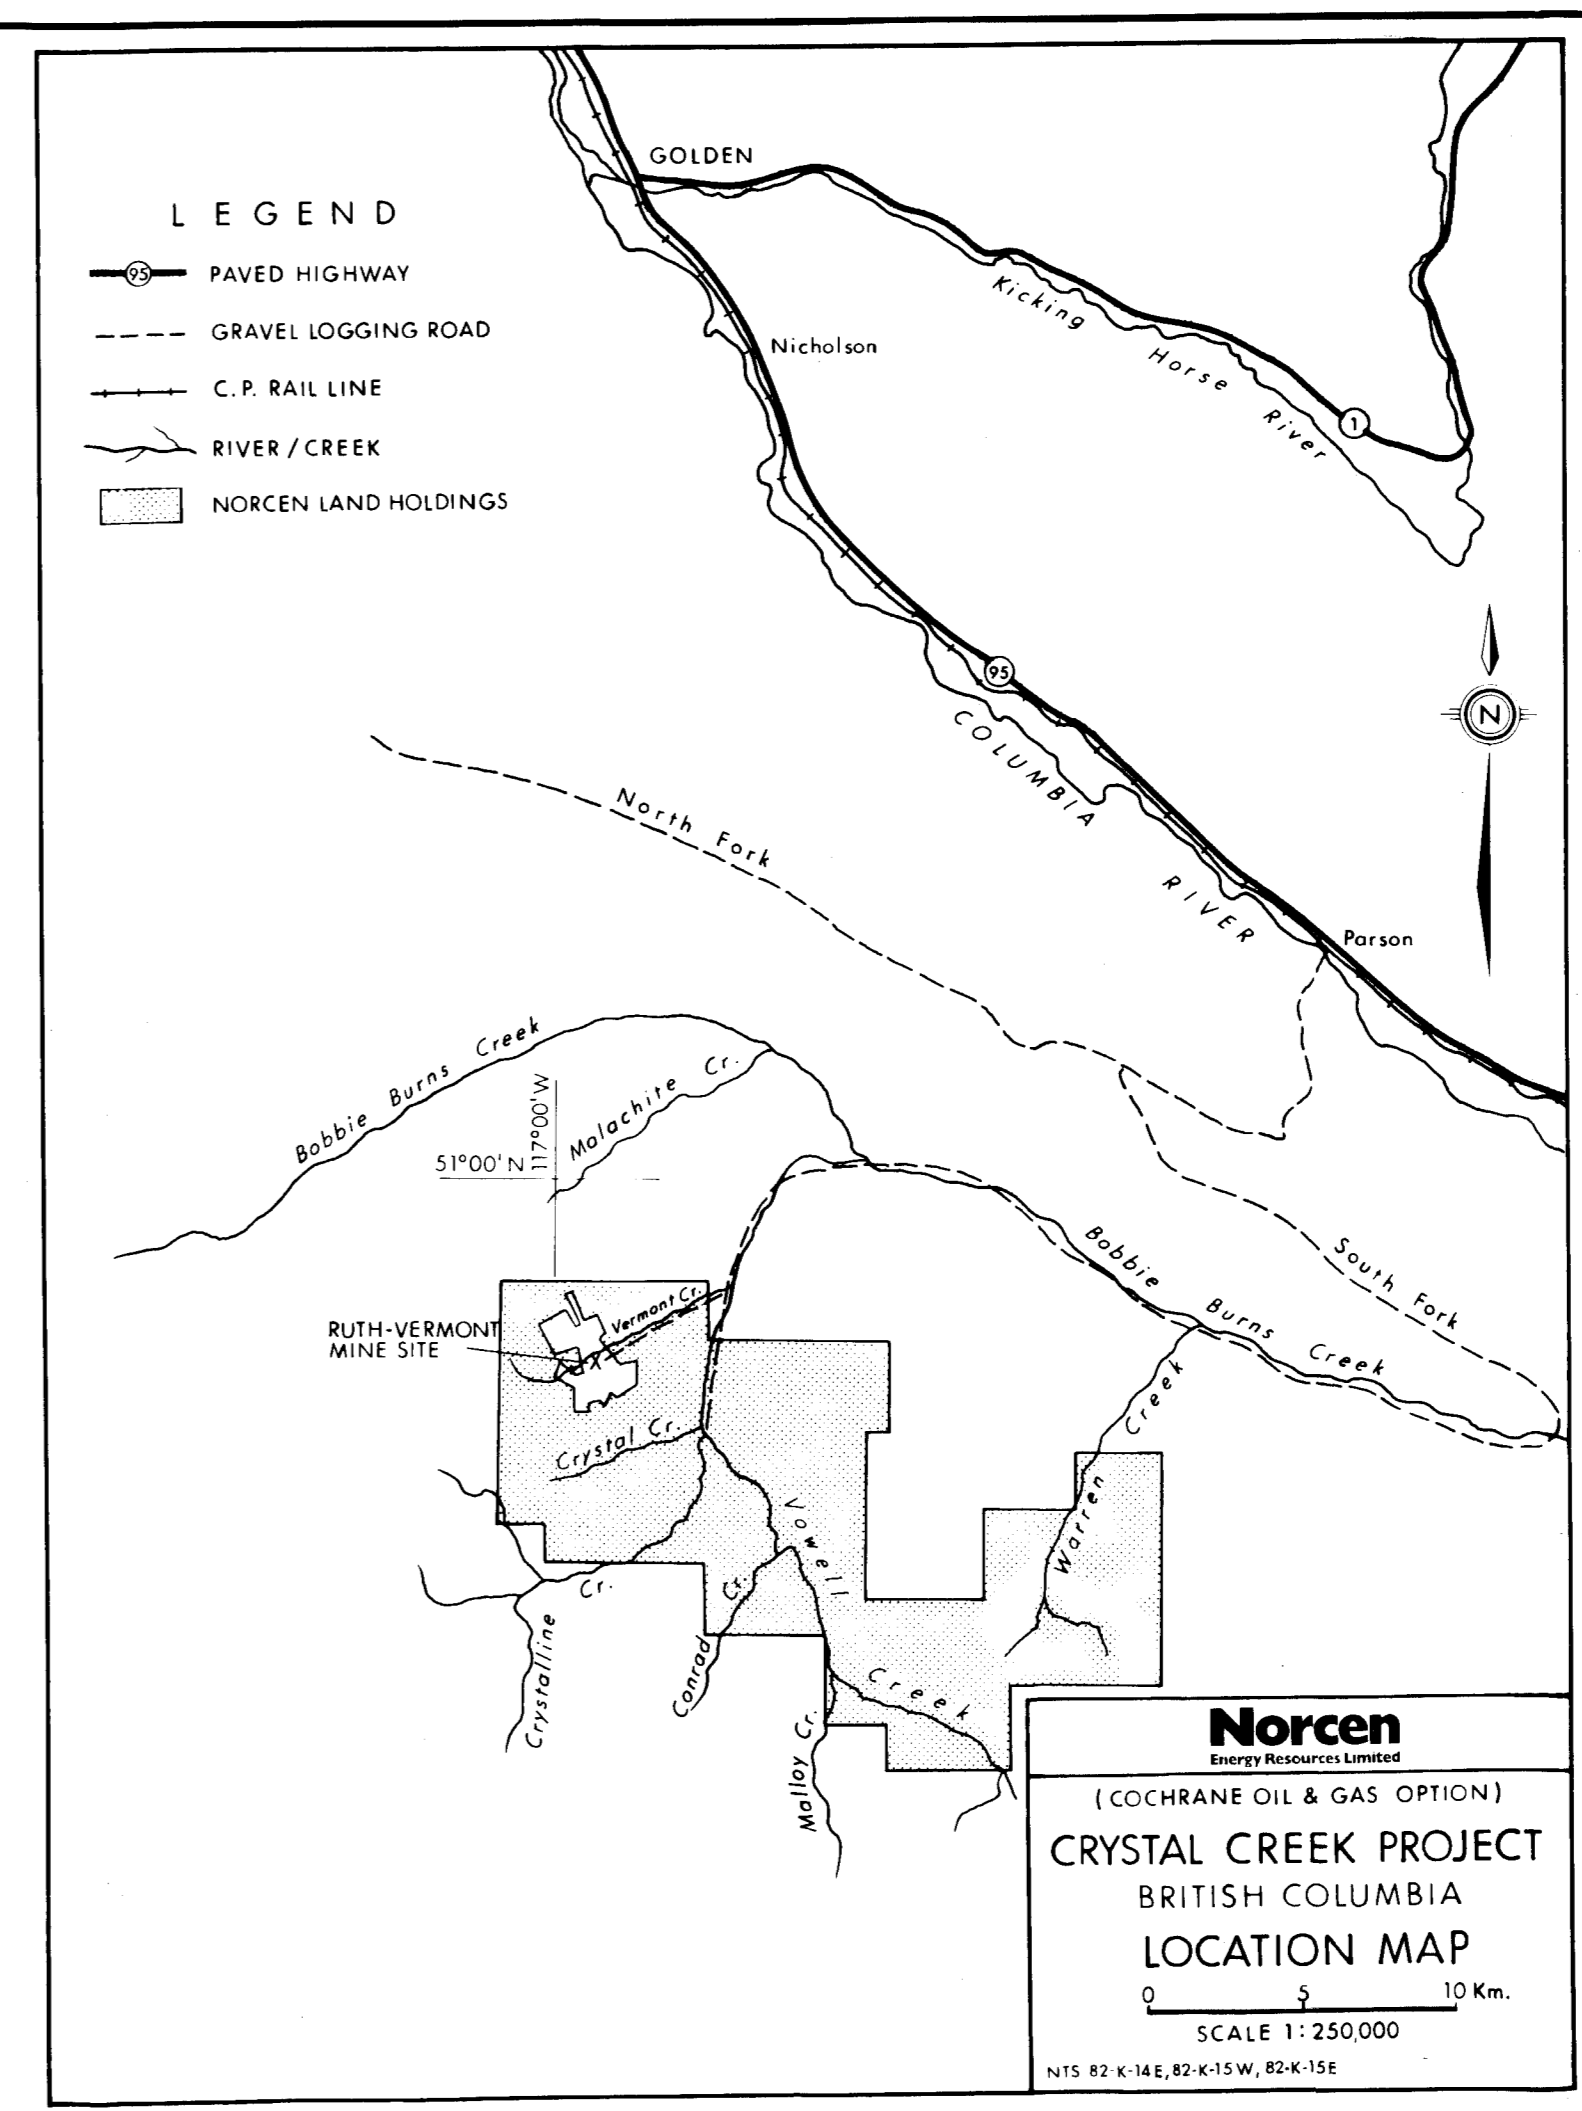 GOLDEN
LEGEND
95 PAVED HIGHWAY
GRAVEL LOGGING ROAD
C.P. RAIL LINE
RIVER / CREEK
NORCEN LAND HOLDINGS
Kicking Horse River
1
Nicholson
95
N
COLUMBIA RIVER
North Fork
Parson
Bobbie Burns Creek
Malachite Cr.
117°00'W
51°00'N
South Fork
Bobbie Burns Creek
Vermont Cr.
RUTH-VERMONT
MINE SITE
X
Crystal Cr.
Warren Creek
Vowell Creek
Crystalline Cr.
Conrad Cr.
Malloy Cr.
Norcen
Energy Resources Limited
(COCHRANE OIL & GAS OPTION)
CRYSTAL CREEK PROJECT
BRITISH COLUMBIA
LOCATION MAP
0 5 10 Km.
SCALE 1:250,000
NTS 82-K-14E, 82-K-15W, 82-K-15E